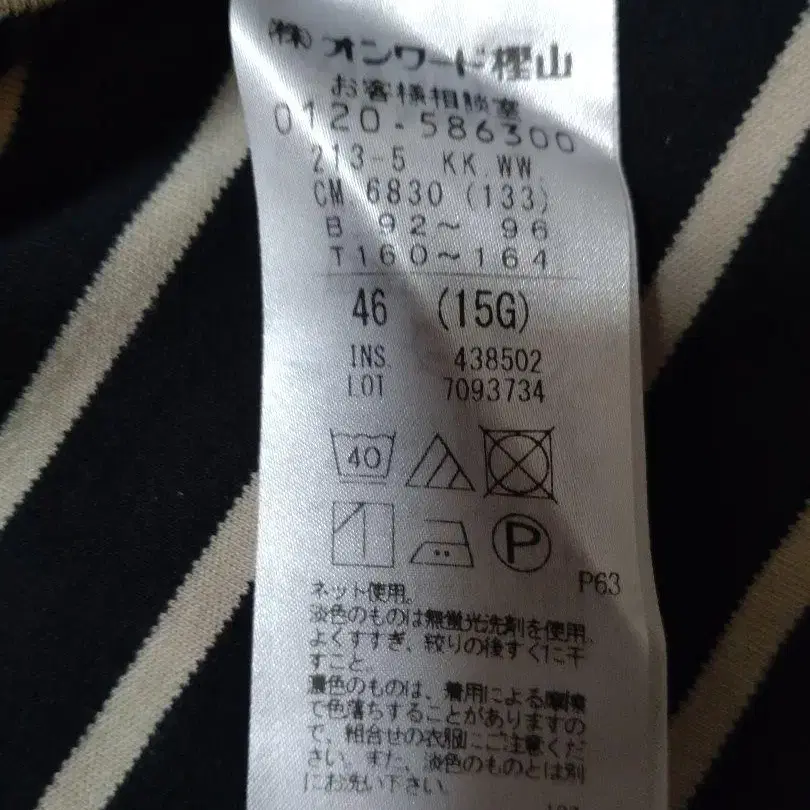 (株)オンワード樫山
お客様相談室
0120-586300
213-5 KK.WW.
CM 6830 (133)
B 92～ 96
T160～164
46 (15G)
INS 438502
LOT 7093734
40
P
P63
ネット使用。
淡色のものは無蛍光洗剤を使用。
よくすすぎ、絞りの後すぐに干
すこと。
濃色のものは、着用による摩擦
で色落ちすることがありますの
で、組合せの衣服にご注意くだ
さい。また、淡色のものとは別
にお洗い下さい。